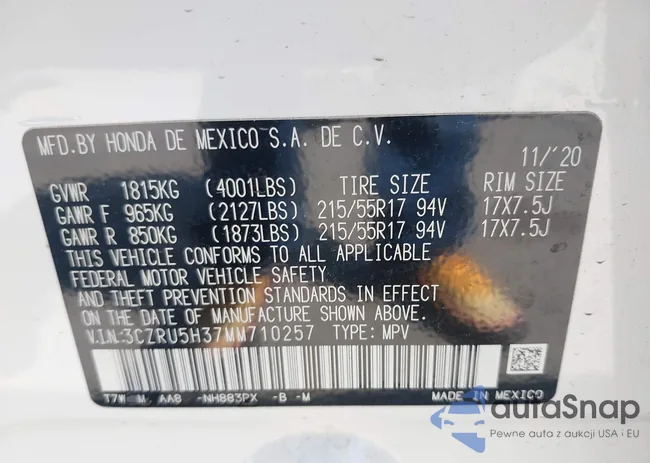 MFD.BY HONDA DE MEXICO S.A. DE C.V.
11/'20
GVWR 1815KG (4001LBS) TIRE SIZE RIM SIZE
GAWR F 965KG (2127LBS) 215/55R17 94V 17X7.5J
GAWR R 850KG (1873LBS) 215/55R17 94V 17X7.5J
THIS VEHICLE CONFORMS TO ALL APPLICABLE
FEDERAL MOTOR VEHICLE SAFETY
AND THEFT PREVENTION STANDARDS IN EFFECT
ON THE DATE OF MANUFACTURE SHOWN ABOVE.
V.I.N:3CZRU5H37MM710257 TYPE: MPV
T7W M AA8 -NH883PX -B -M MADE IN MEXICO
autaSnap
Pewne auta z aukcji USA i EU